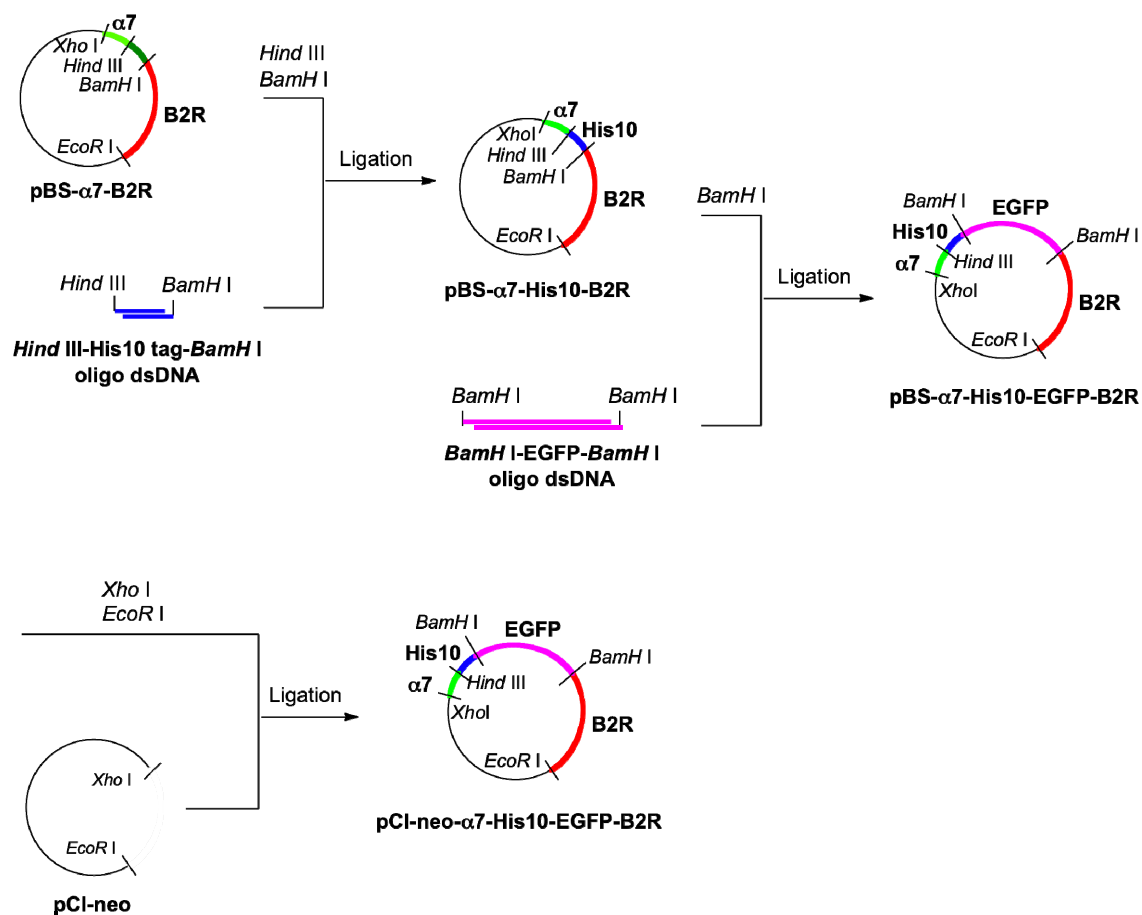 α7
Xho I
Hind III
BamH I
B2R
EcoR I
pBS-α7-B2R
Hind III
BamH I
Ligation
Hind III
BamH I
Hind III-His10 tag-BamH I
oligo dsDNA
α7
XhoI
His10
Hind III
BamH I
B2R
EcoR I
pBS-α7-His10-B2R
BamH I
Ligation
BamH I
BamH I
BamH I-EGFP-BamH I
oligo dsDNA
BamH I
EGFP
His10
BamH I
α7
Hind III
XhoI
B2R
EcoR I
pBS-α7-His10-EGFP-B2R
Xho I
EcoR I
Ligation
Xho I
EcoR I
pCI-neo
BamH I
EGFP
His10
BamH I
α7
Hind III
XhoI
B2R
EcoR I
pCI-neo-α7-His10-EGFP-B2R